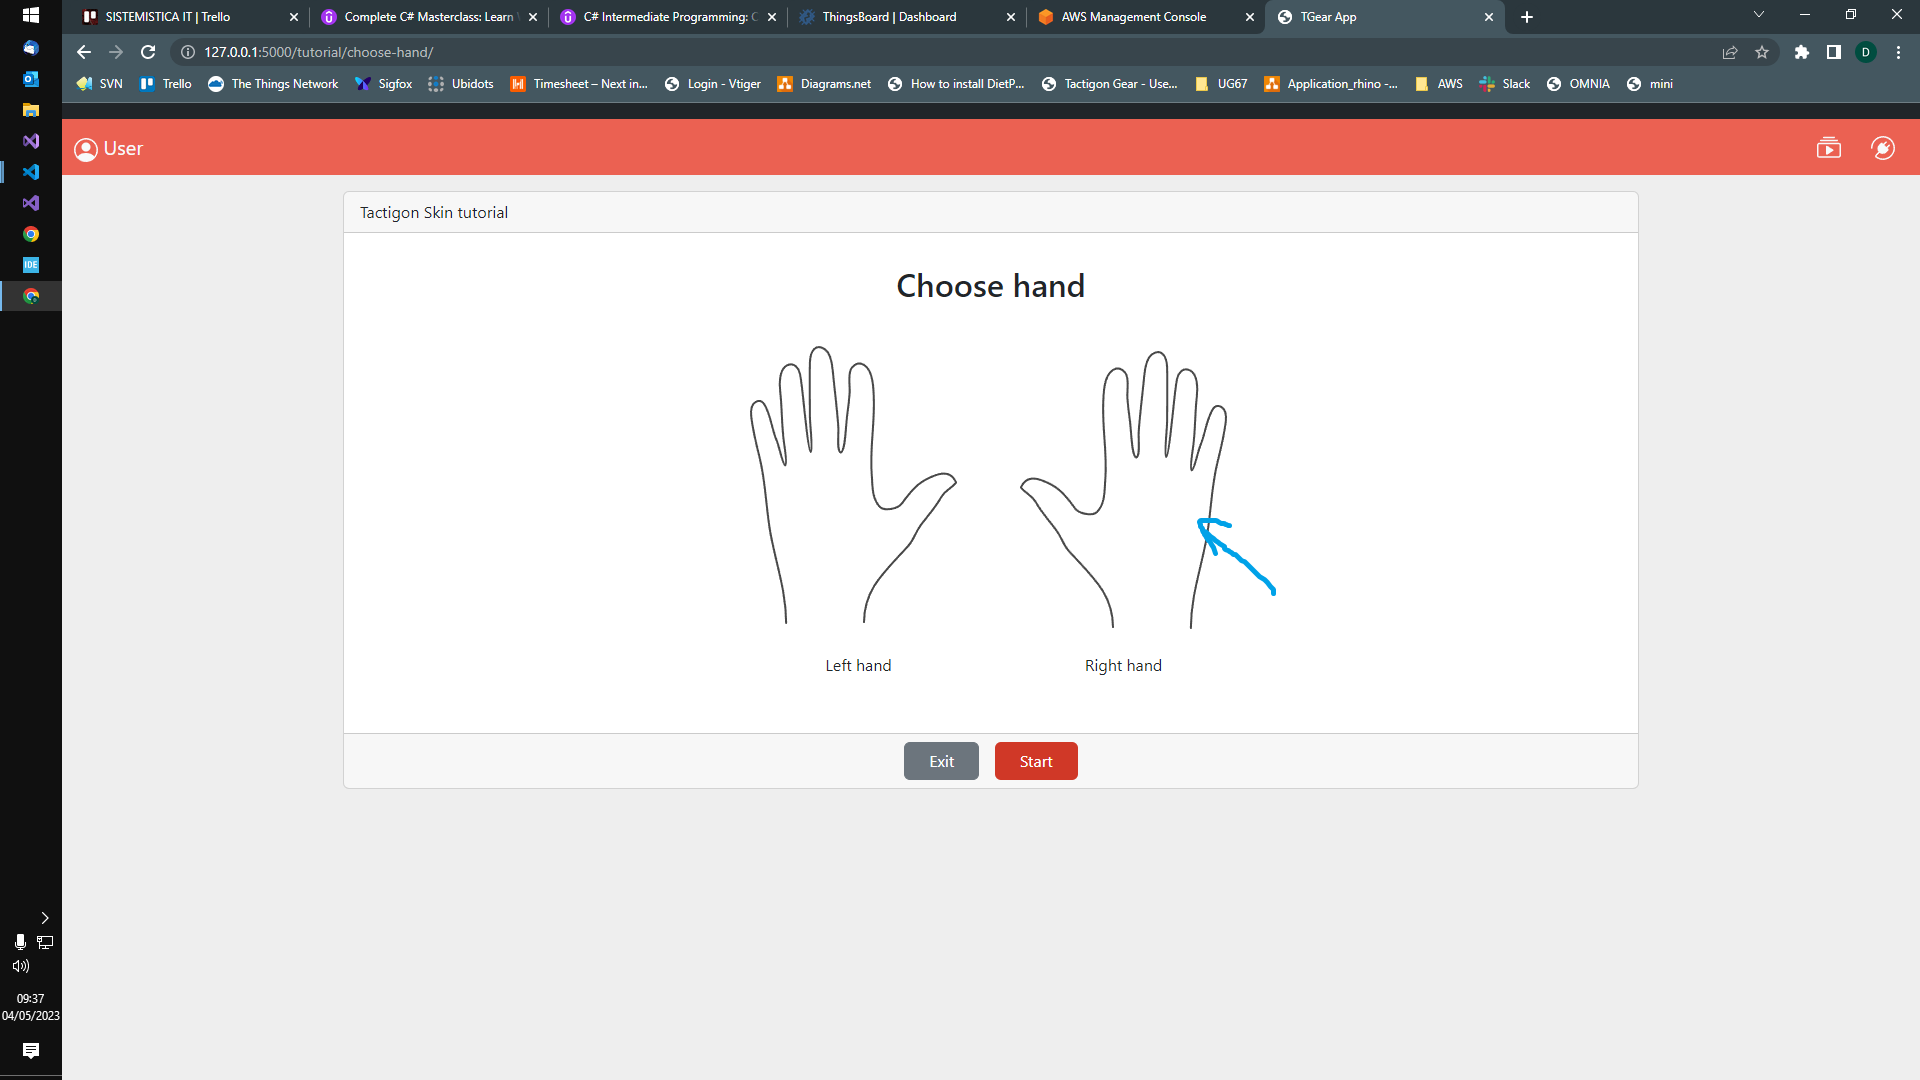 SISTEMISTICA IT | Trello
Complete C# Masterclass: Learn
C# Intermediate Programming: C
ThingsBoard | Dashboard
AWS Management Console
TGear App
127.0.0.1:5000/tutorial/choose-hand/
D
SVN
Trello
The Things Network
Sigfox
Ubidots
Timesheet – Next in...
Login - Vtiger
Diagrams.net
How to install DietP...
Tactigon Gear - Use...
UG67
Application_rhino -...
AWS
Slack
OMNIA
mini
User
IDE
Tactigon Skin tutorial
Choose hand
Left hand
Right hand
Exit
Start
09:37
04/05/2023